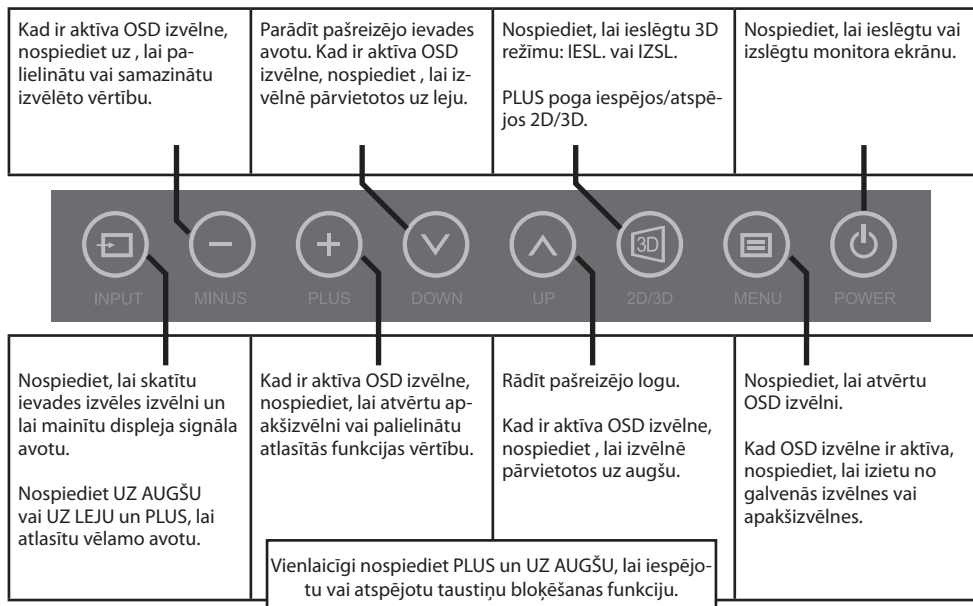 Kad ir aktīva OSD izvēlne,
nospiediet uz , lai pa-
lielinātu vai samazinātu
izvēlēto vērtību.
Parādīt pašreizējo ievades
avotu. Kad ir aktīva OSD
izvēlne, nospiediet , lai iz-
vēlnē pārvietotos uz leju.
Nospiediet, lai ieslēgtu 3D
režīmu: IESL. vai IZSL.
PLUS poga iespējos/atspē-
jos 2D/3D.
Nospiediet, lai ieslēgtu vai
izslēgtu monitora ekrānu.
3D
INPUT
MINUS
PLUS
DOWN
UP
2D/3D
MENU
POWER
Nospiediet, lai skatītu
ievades izvēles izvēlni un
lai mainītu displeja signāla
avotu.
Nospiediet UZ AUGŠU
vai UZ LEJU un PLUS, lai
atlasītu vēlamo avotu.
Kad ir aktīva OSD izvēlne,
nospiediet, lai atvērtu ap-
akšizvēlni vai palielinātu
atlasītās funkcijas vērtību.
Rādīt pašreizējo logu.
Kad ir aktīva OSD izvēlne,
nospiediet , lai izvēlnē
pārvietotos uz augšu.
Nospiediet, lai atvērtu
OSD izvēlni.
Kad OSD izvēlne ir aktīva,
nospiediet, lai izietu no
galvenās izvēlnes vai
apakšizvēlnes.
Vienlaicīgi nospiediet PLUS un UZ AUGŠU, lai iespējo-
tu vai atspējotu taustiņu bloķēšanas funkciju.